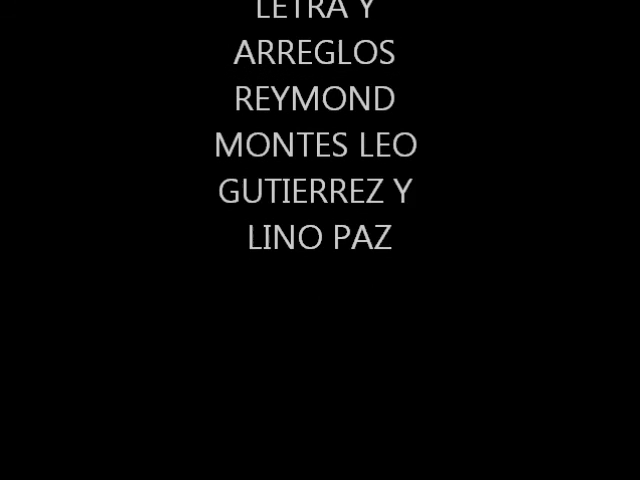 LETRA Y
ARREGLOS
REYMOND
MONTES LEO
GUTIERREZ Y
LINO PAZ